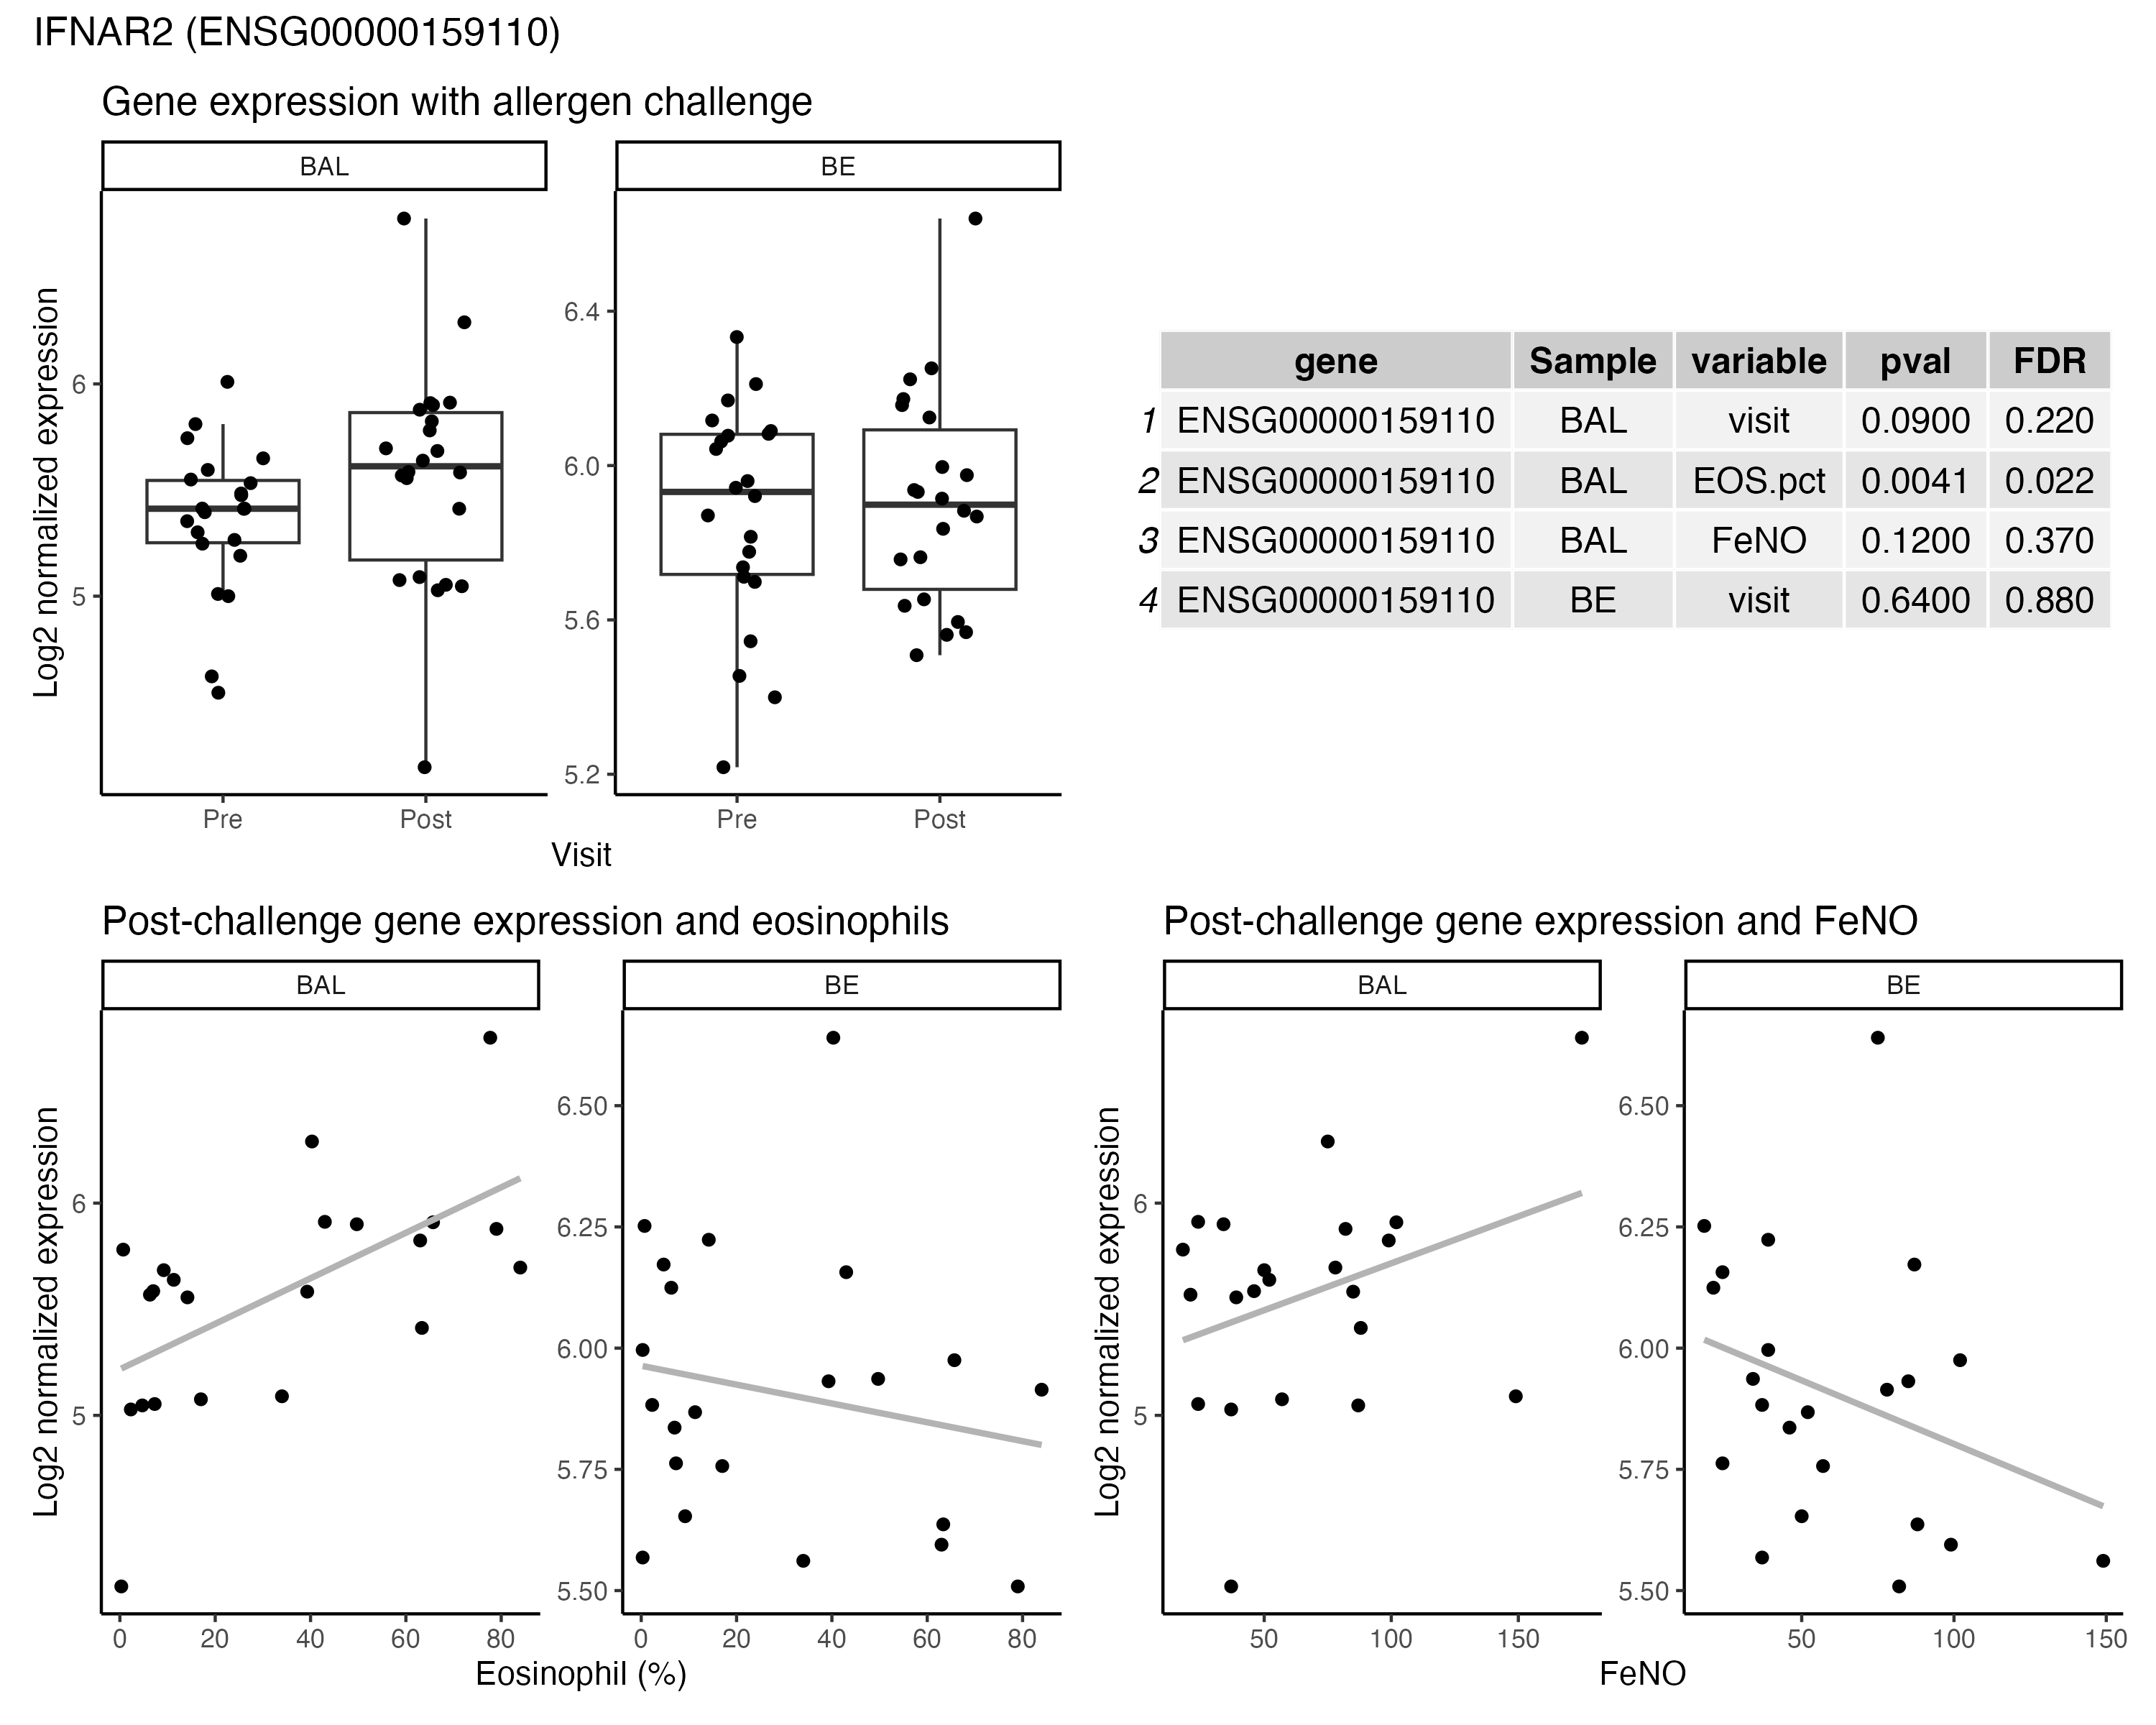 IFNAR2 (ENSG00000159110)
Gene expression with allergen challenge
BAL
BE
Log2 normalized expression
6
5
6.4
6.0
5.6
5.2
Pre
Post
Pre
Post
Visit
gene Sample variable pval FDR
1 ENSG00000159110 BAL visit 0.0900 0.220
2 ENSG00000159110 BAL EOS.pct 0.0041 0.022
3 ENSG00000159110 BAL FeNO 0.1200 0.370
4 ENSG00000159110 BE visit 0.6400 0.880
Post-challenge gene expression and eosinophils
BAL
BE
Log2 normalized expression
6
5
6.50
6.25
6.00
5.75
5.50
0 20 40 60 80
0 20 40 60 80
Eosinophil (%)
Post-challenge gene expression and FeNO
BAL
BE
Log2 normalized expression
6
5
6.50
6.25
6.00
5.75
5.50
50 100 150
50 100 150
FeNO